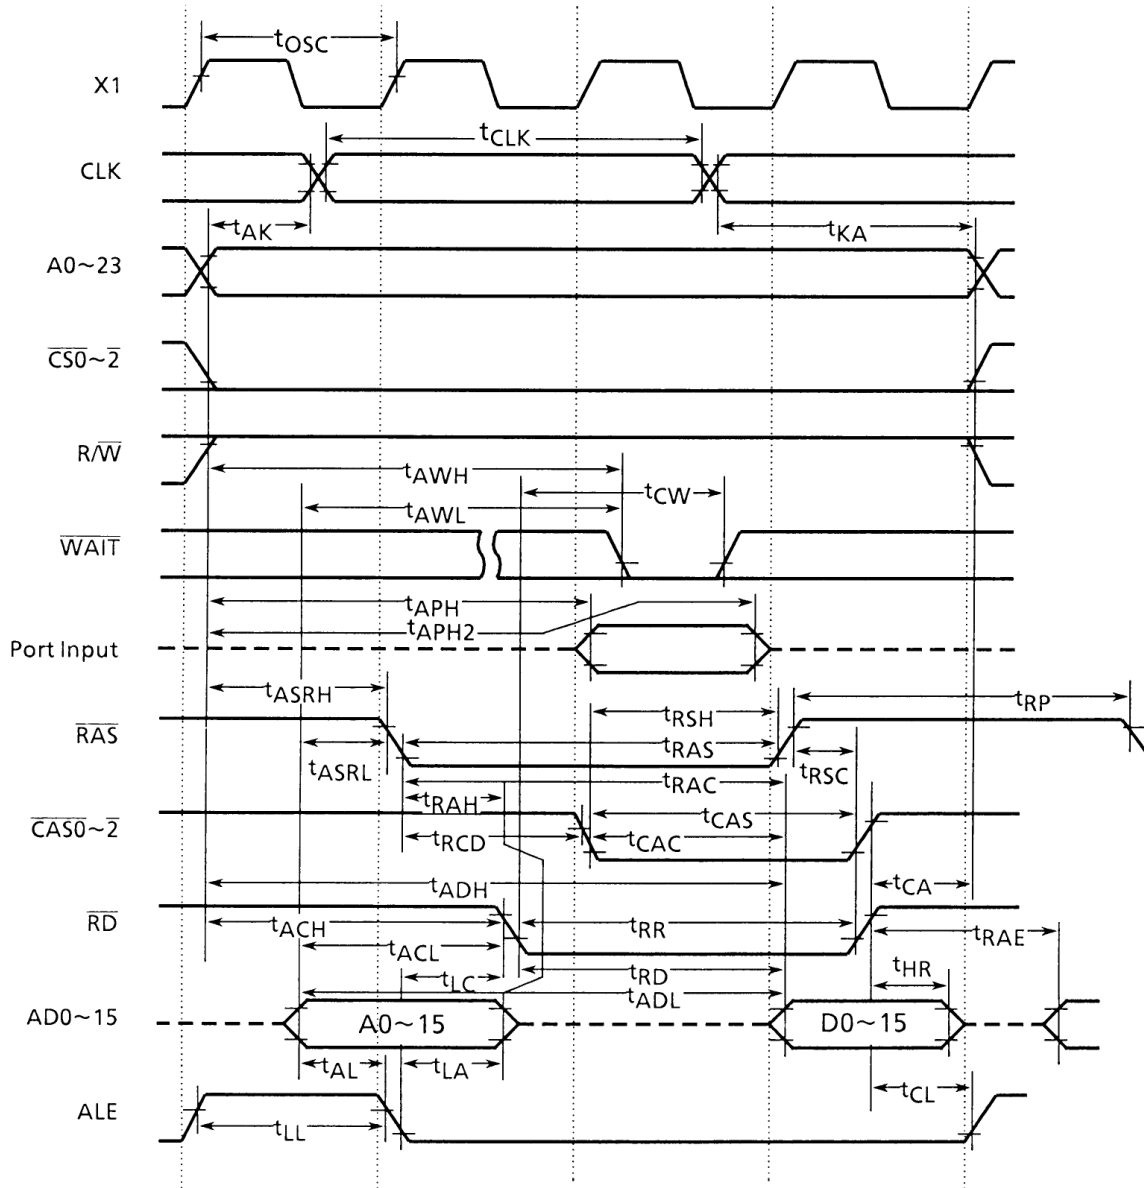 tOSC
X1
tCLK
CLK
tAK
tKA
A0~23
CS0~2
R/W
tAWH
tCW
tAWL
WAIT
tAPH
tAPH2
Port Input
tASRH
tRP
tRSH
RAS
tRAS
tASRL
tRSC
tRAC
tRAH
CAS0~2
tCAS
tRCD
tCAC
tADH
tCA
RD
tACH
tRR
tRAE
tACL
tHR
tLC
tRD
tADL
AD0~15
A0~15
D0~15
tAL
tLA
tCL
ALE
tLL